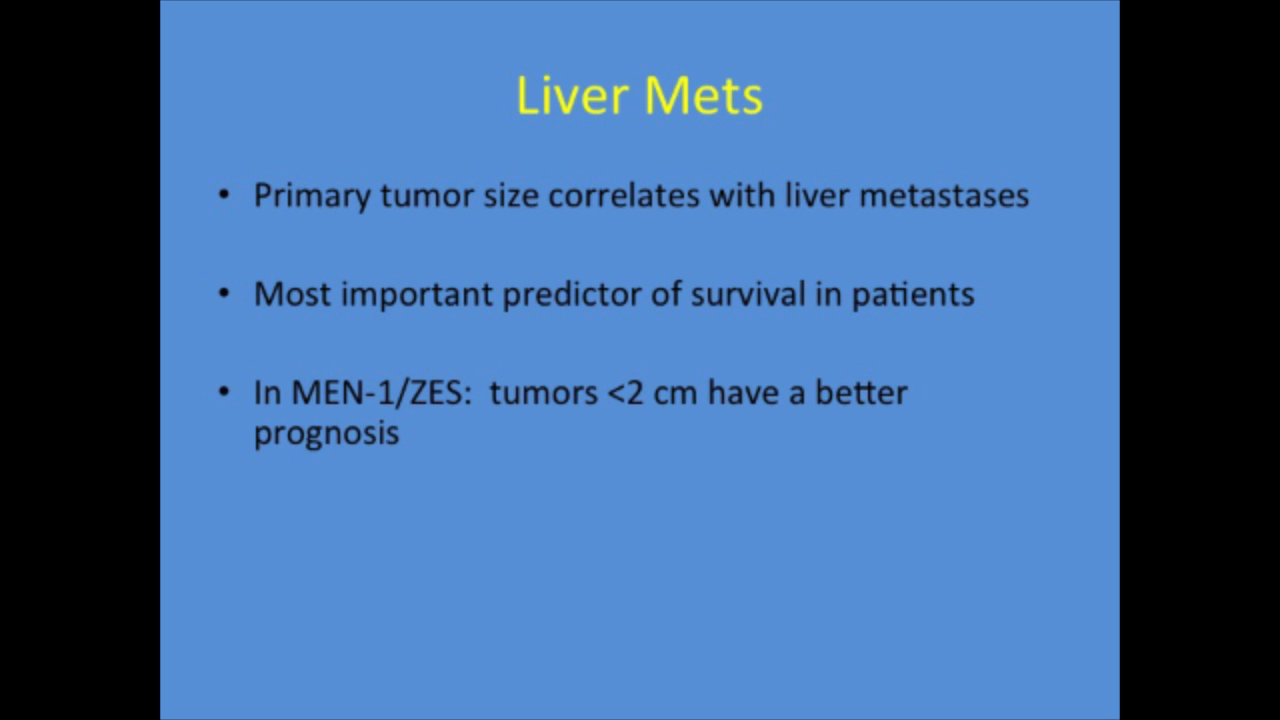 Liver Mets
• Primary tumor size correlates with liver metastases
• Most important predictor of survival in patients
• In MEN-1/ZES:  tumors <2 cm have a better
prognosis